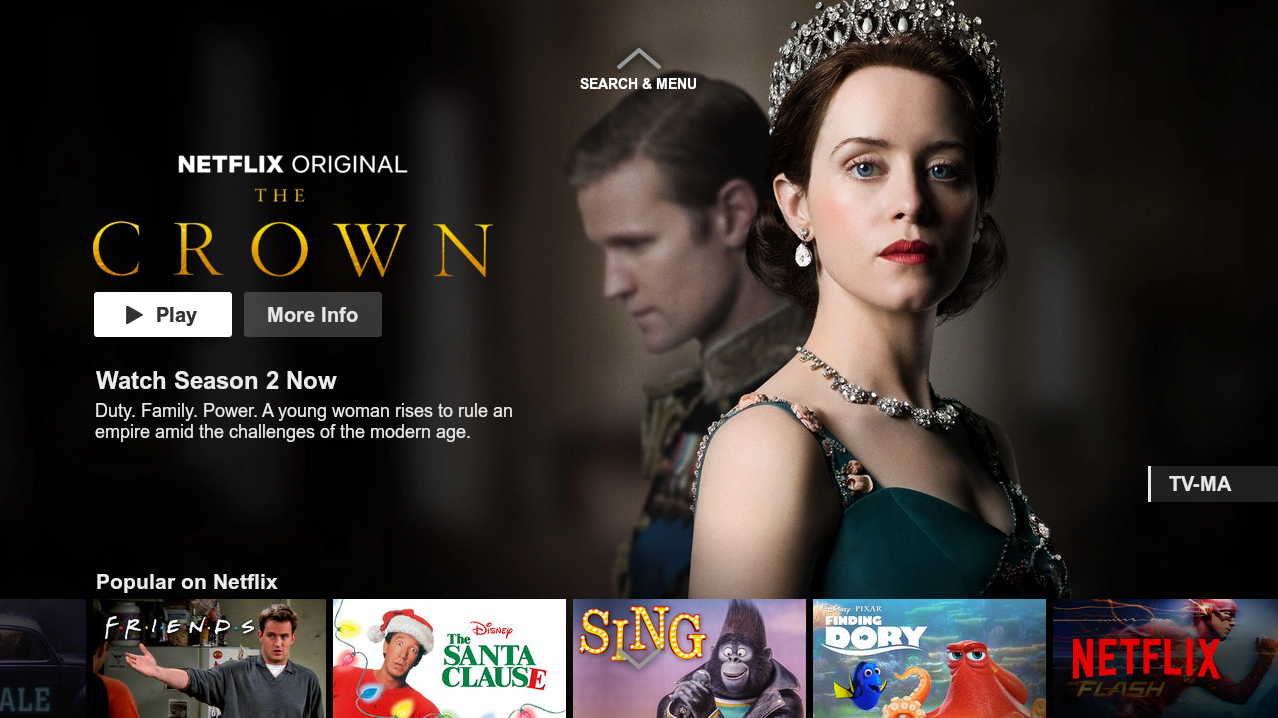 SEARCH & MENU
NETFLIX ORIGINAL
THE
CROWN
Play
More Info
Watch Season 2 Now
Duty. Family. Power. A young woman rises to rule an
empire amid the challenges of the modern age.
TV-MA
Popular on Netflix
ALE
F·R·I·E·N·D·S
Disney
The
SANTA
CLAUSE
SING
Disney · PIXAR
FINDING
DORY
NETFLIX
FLASH